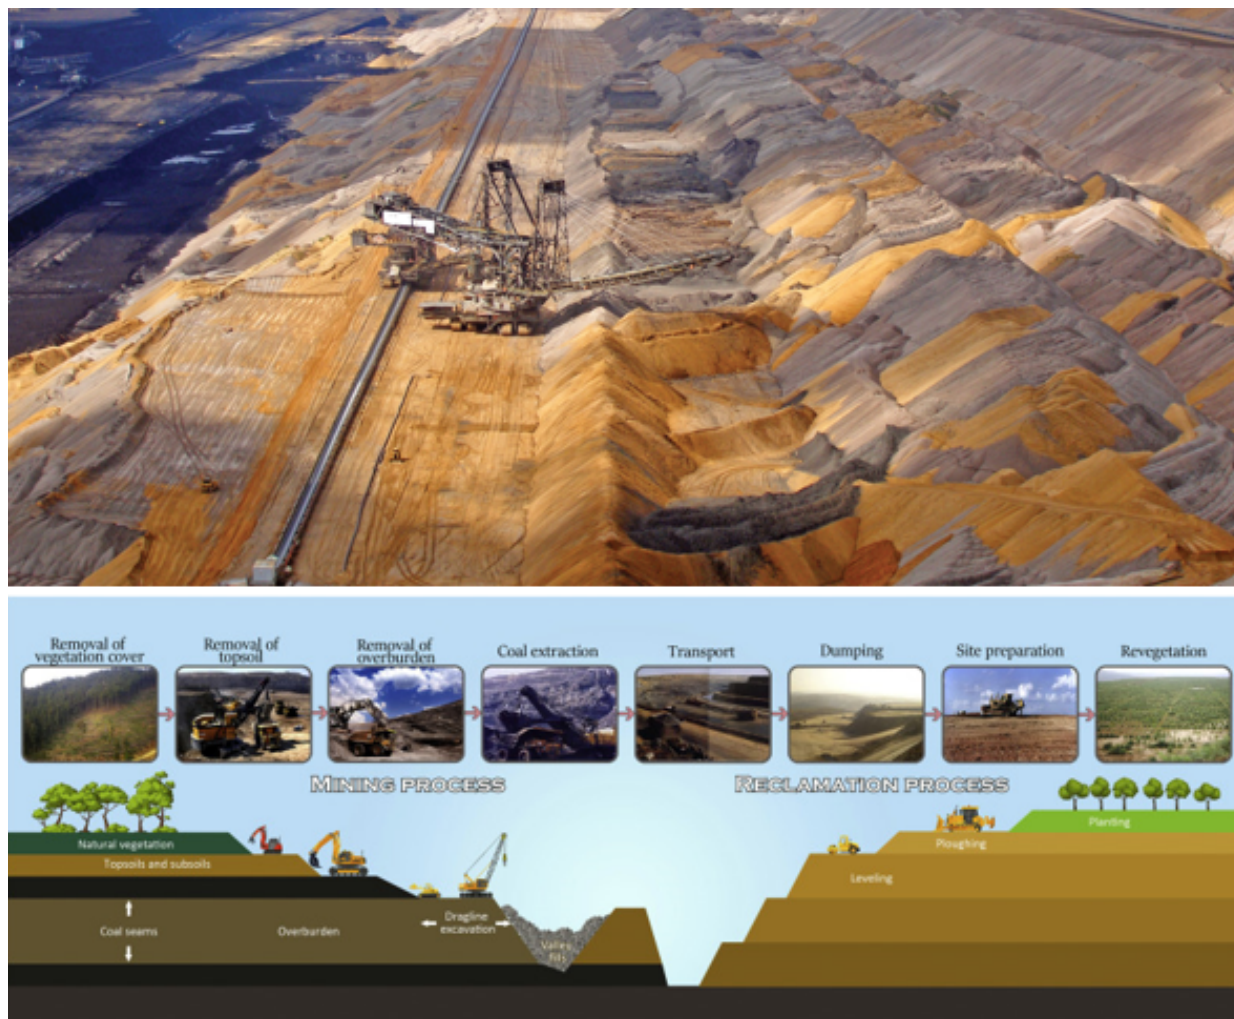 Removal of
vegetation cover
Removal of
topsoil
Removal of
overburden
Coal extraction
Transport
Dumping
Site preparation
Revegetation
MINING PROCESS
RECLAMATION PROCESS
Natural vegetation
Topsoils and subsoils
Coal seams
Overburden
Dragline
excavation
Valley
fills
Planting
Ploughing
Leveling